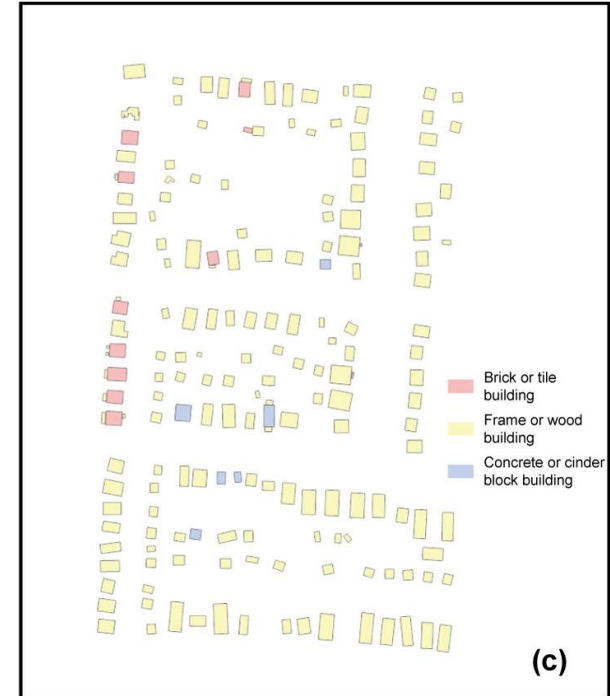 Brick or tile
building
Frame or wood
building
Concrete or cinder
block building
(c)